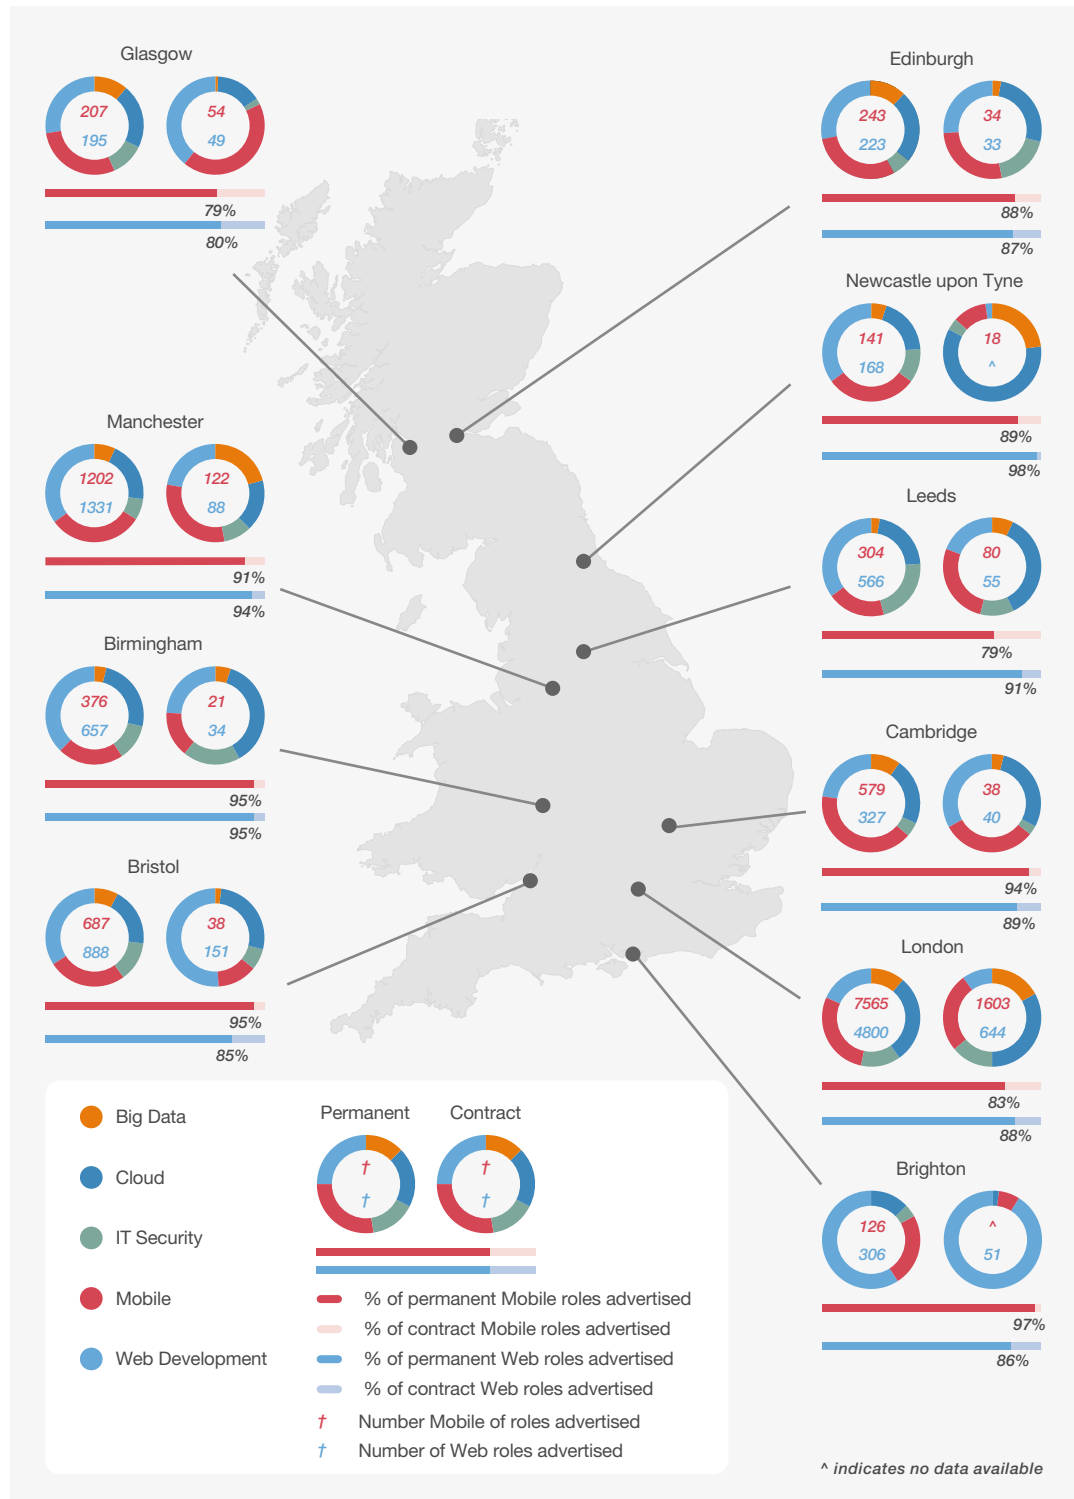 Glasgow
207
195
54
49
79%
80%
Edinburgh
243
223
34
33
88%
87%
Newcastle upon Tyne
141
168
18
^
89%
98%
Manchester
1202
1331
122
88
91%
94%
Leeds
304
566
80
55
79%
91%
Birmingham
376
657
21
34
95%
95%
Cambridge
579
327
38
40
94%
89%
Bristol
687
888
38
151
95%
85%
London
7565
4800
1603
644
83%
88%
Brighton
126
306
^
51
97%
86%
Big Data
Cloud
IT Security
Mobile
Web Development
Permanent
Contract
†
†
†
†
% of permanent Mobile roles advertised
% of contract Mobile roles advertised
% of permanent Web roles advertised
% of contract Web roles advertised
† Number Mobile of roles advertised
† Number of Web roles advertised
^ indicates no data available